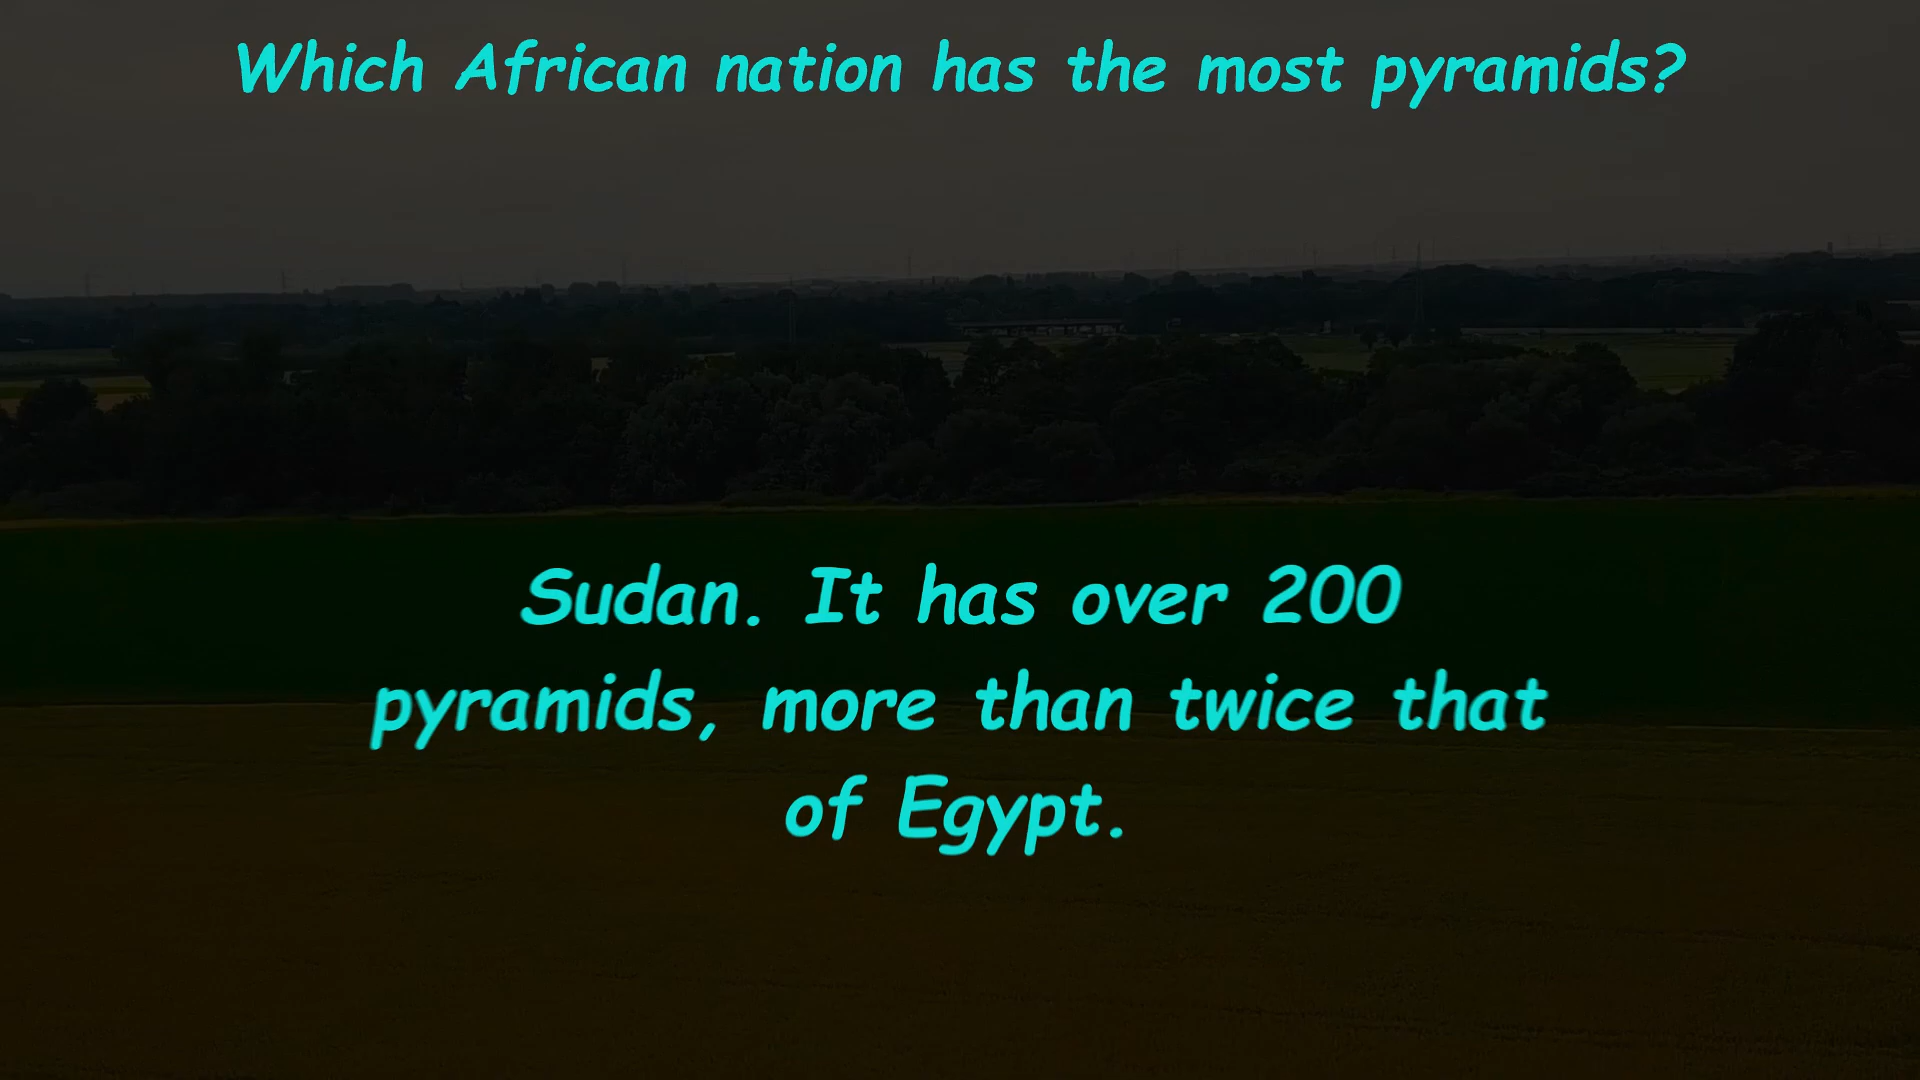 Which African nation has the most pyramids?
Sudan. It has over 200
pyramids, more than twice that
of Egypt.